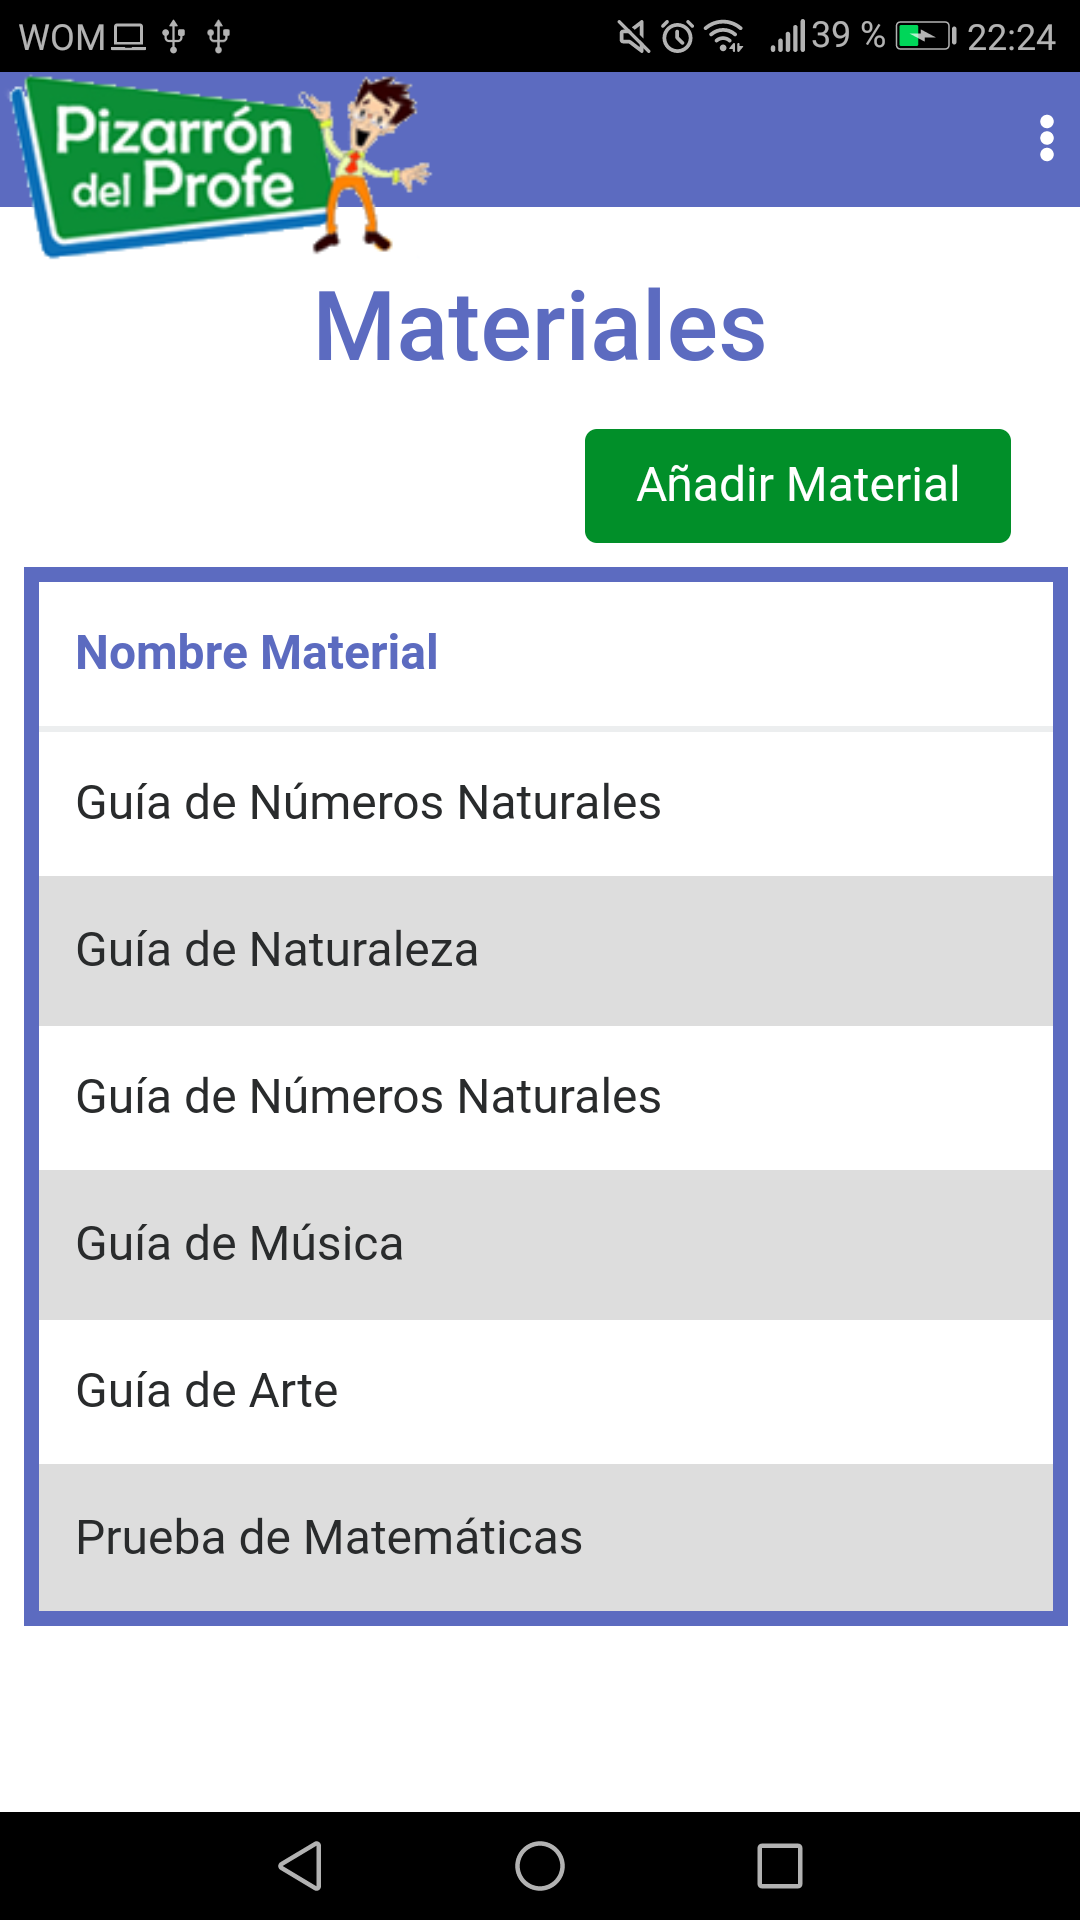 WOM 39 % 22:24
Pizarrón
del Profe
Materiales
Añadir Material
Nombre Material
Guía de Números Naturales
Guía de Naturaleza
Guía de Números Naturales
Guía de Música
Guía de Arte
Prueba de Matemáticas